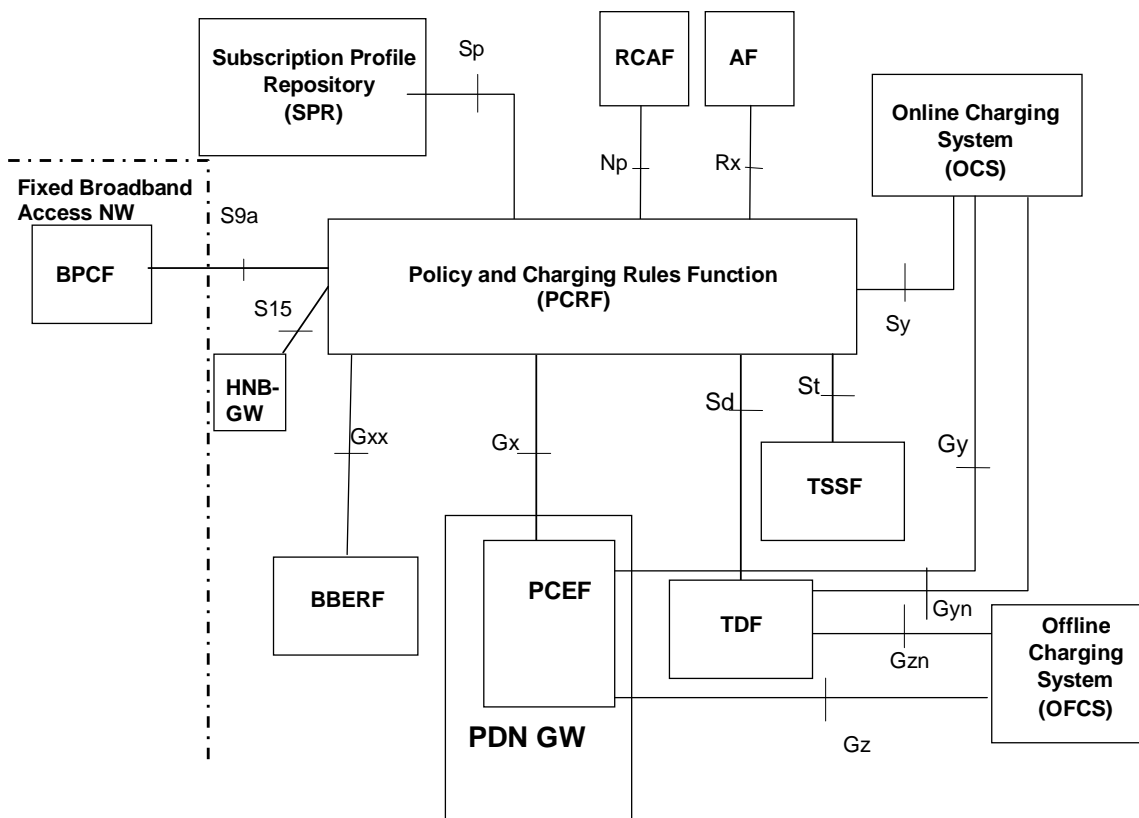 Subscription Profile
Repository
(SPR)
Sp
RCAF
AF
Online Charging
System
(OCS)
Np
Rx
Fixed Broadband
Access NW
S9a
BPCF
Policy and Charging Rules Function
(PCRF)
S15
Sy
HNB-
GW
Gxx
Gx
Sd
St
Gy
TSSF
PCEF
BBERF
TDF
Gyn
Gzn
Offline
Charging
System
(OFCS)
PDN GW
Gz